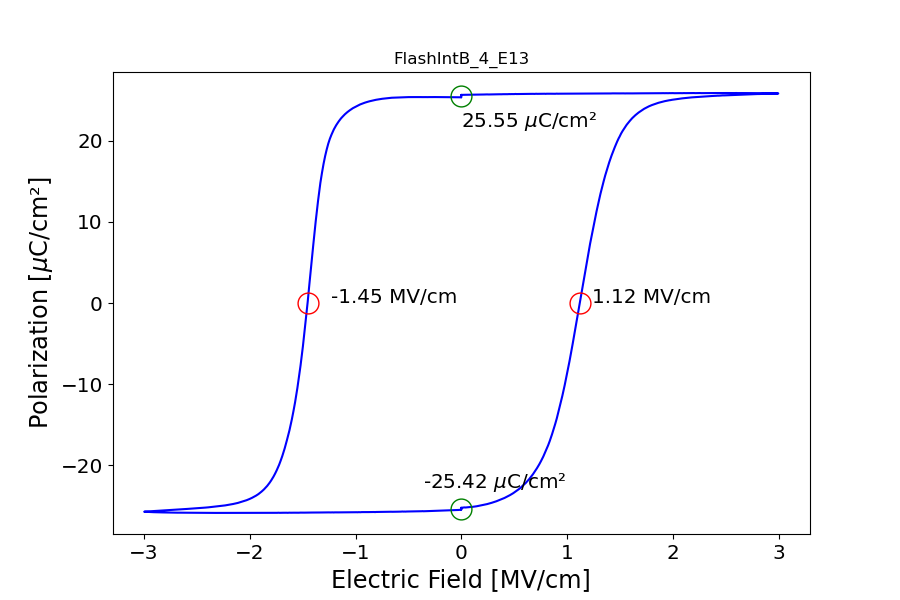 FlashIntB_4_E13
25.55 μC/cm²
-1.45 MV/cm
1.12 MV/cm
-25.42 μC/cm²
Polarization [μC/cm²]
20
10
0
−10
−20
−3
−2
−1
0
1
2
3
Electric Field [MV/cm]